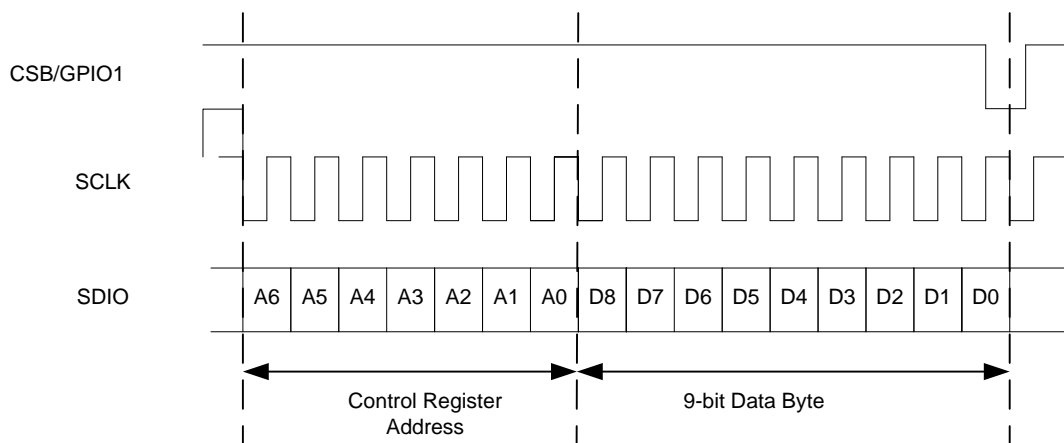 CSB/GPIO1
SCLK
SDIO
A6 A5 A4 A3 A2 A1 A0 D8 D7 D6 D5 D4 D3 D2 D1 D0
Control Register
Address
9-bit Data Byte